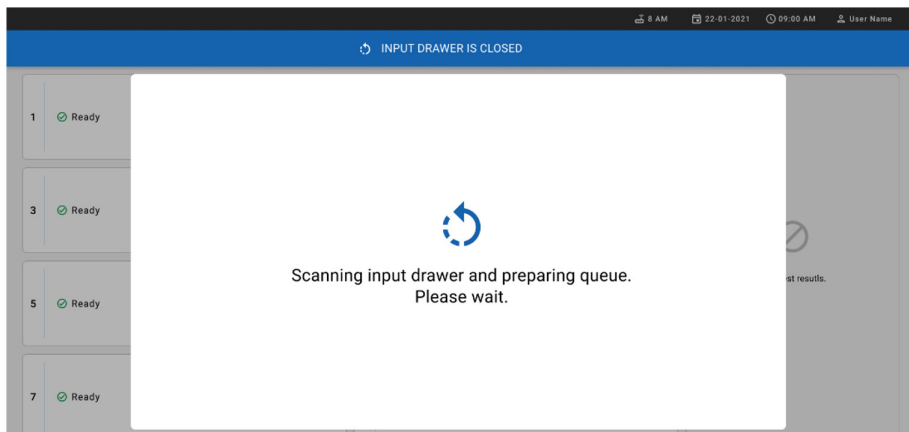 8 AM 22-01-2021 09:00 AM User Name
INPUT DRAWER IS CLOSED
1 Ready
3 Ready
5 Ready
7 Ready
Scanning input drawer and preparing queue.
Please wait.
resutls.